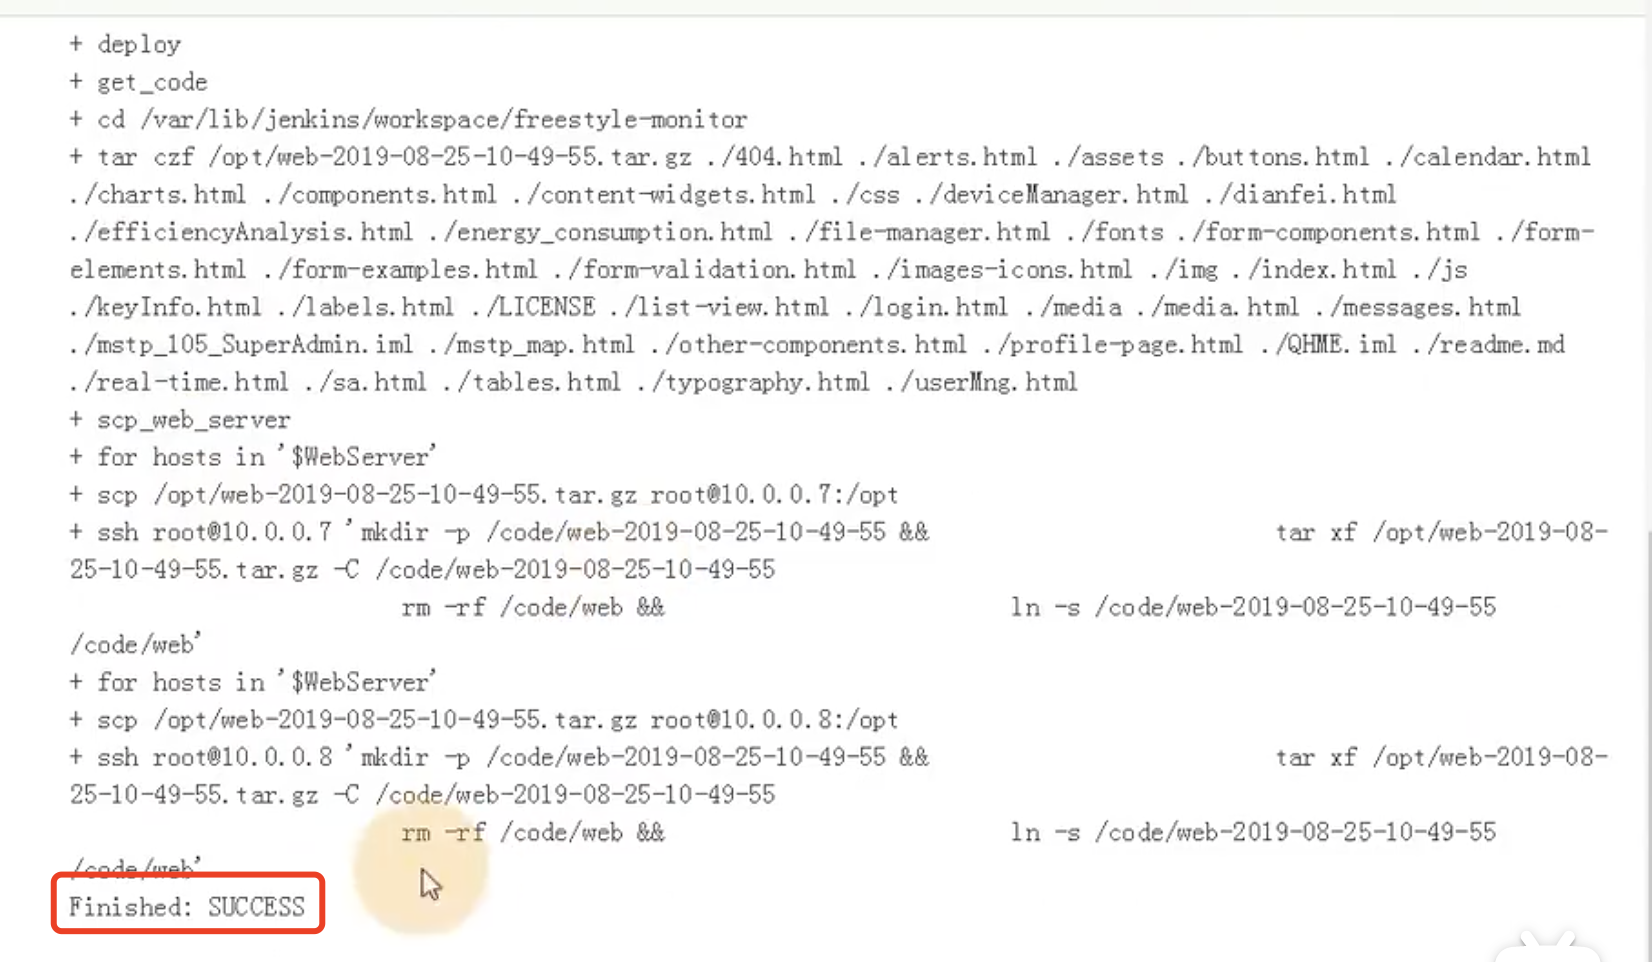 + deploy
+ get_code
+ cd /var/lib/jenkins/workspace/freestyle-monitor
+ tar czf /opt/web-2019-08-25-10-49-55.tar.gz ./404.html ./alerts.html ./assets ./buttons.html ./calendar.html
./charts.html ./components.html ./content-widgets.html ./css ./deviceManager.html ./dianfei.html
./efficiencyAnalysis.html ./energy_consumption.html ./file-manager.html ./fonts ./form-components.html ./form-
elements.html ./form-examples.html ./form-validation.html ./images-icons.html ./img ./index.html ./js
./keyInfo.html ./labels.html ./LICENSE ./list-view.html ./login.html ./media ./media.html ./messages.html
./mstp_105_SuperAdmin.iml ./mstp_map.html ./other-components.html ./profile-page.html ./QHME.iml ./readme.md
./real-time.html ./sa.html ./tables.html ./typography.html ./userMng.html
+ scp_web_server
+ for hosts in '$WebServer'
+ scp /opt/web-2019-08-25-10-49-55.tar.gz root@10.0.0.7:/opt
+ ssh root@10.0.0.7 'mkdir -p /code/web-2019-08-25-10-49-55 && tar xf /opt/web-2019-08-
25-10-49-55.tar.gz -C /code/web-2019-08-25-10-49-55
rm -rf /code/web && ln -s /code/web-2019-08-25-10-49-55
/code/web'
+ for hosts in '$WebServer'
+ scp /opt/web-2019-08-25-10-49-55.tar.gz root@10.0.0.8:/opt
+ ssh root@10.0.0.8 'mkdir -p /code/web-2019-08-25-10-49-55 && tar xf /opt/web-2019-08-
25-10-49-55.tar.gz -C /code/web-2019-08-25-10-49-55
rm -rf /code/web && ln -s /code/web-2019-08-25-10-49-55
/code/web'
Finished: SUCCESS